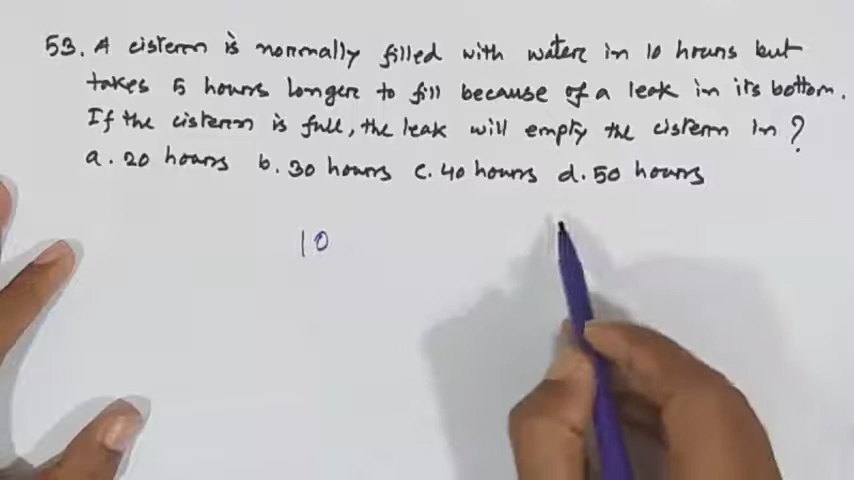 53. A cistern is normally filled with water in 10 hours but
takes 5 hours longer to fill because of a leak in its bottom.
If the cistern is full, the leak will empty the cistern in ?
a. 20 hours b. 30 hours c. 40 hours d. 50 hours
10